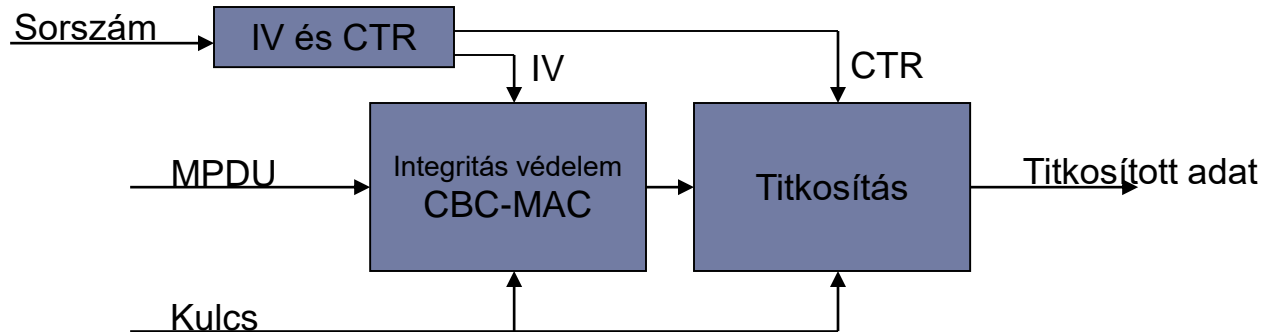 Sorszám
IV és CTR
IV
CTR
MPDU
Integritás védelem
CBC-MAC
Titkosítás
Titkosított adat
Kulcs